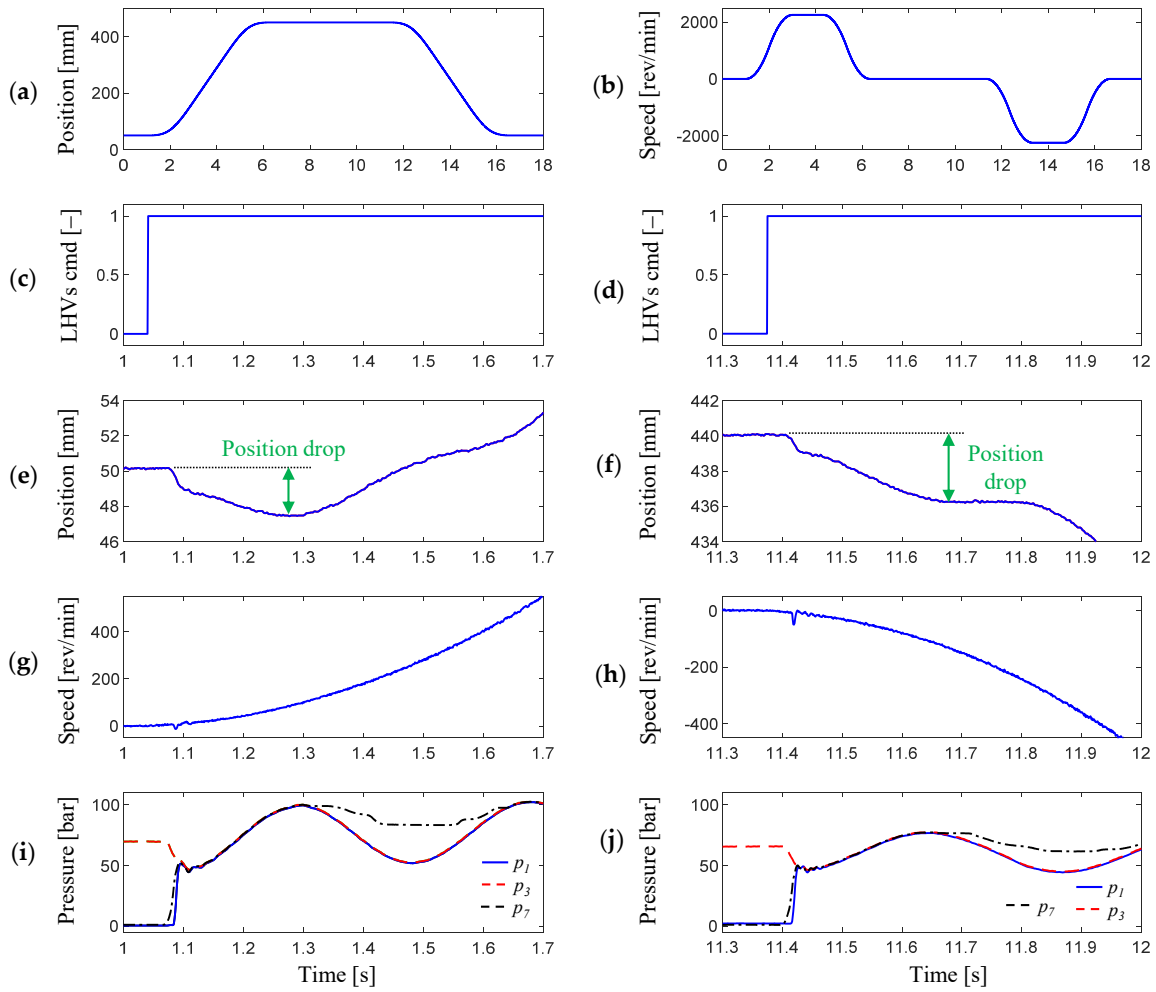 (a)
Position [mm]
400
200
0
0 2 4 6 8 10 12 14 16 18
(b)
Speed [rev/min]
2000
0
-2000
0 2 4 6 8 10 12 14 16 18
(c)
LHVs cmd [−]
1
0.5
0
1 1.1 1.2 1.3 1.4 1.5 1.6 1.7
(d)
LHVs cmd [−]
1
0.5
0
11.3 11.4 11.5 11.6 11.7 11.8 11.9 12
(e)
Position [mm]
54
52
50
48
46
Position drop
1 1.1 1.2 1.3 1.4 1.5 1.6 1.7
(f)
Position [mm]
442
440
438
436
434
Position
drop
11.3 11.4 11.5 11.6 11.7 11.8 11.9 12
(g)
Speed [rev/min]
400
200
0
1 1.1 1.2 1.3 1.4 1.5 1.6 1.7
(h)
Speed [rev/min]
0
-200
-400
11.3 11.4 11.5 11.6 11.7 11.8 11.9 12
(i)
Pressure [bar]
100
50
0
p1
p3
p7
1 1.1 1.2 1.3 1.4 1.5 1.6 1.7
Time [s]
(j)
Pressure [bar]
100
50
0
p1
p7 p3
11.3 11.4 11.5 11.6 11.7 11.8 11.9 12
Time [s]